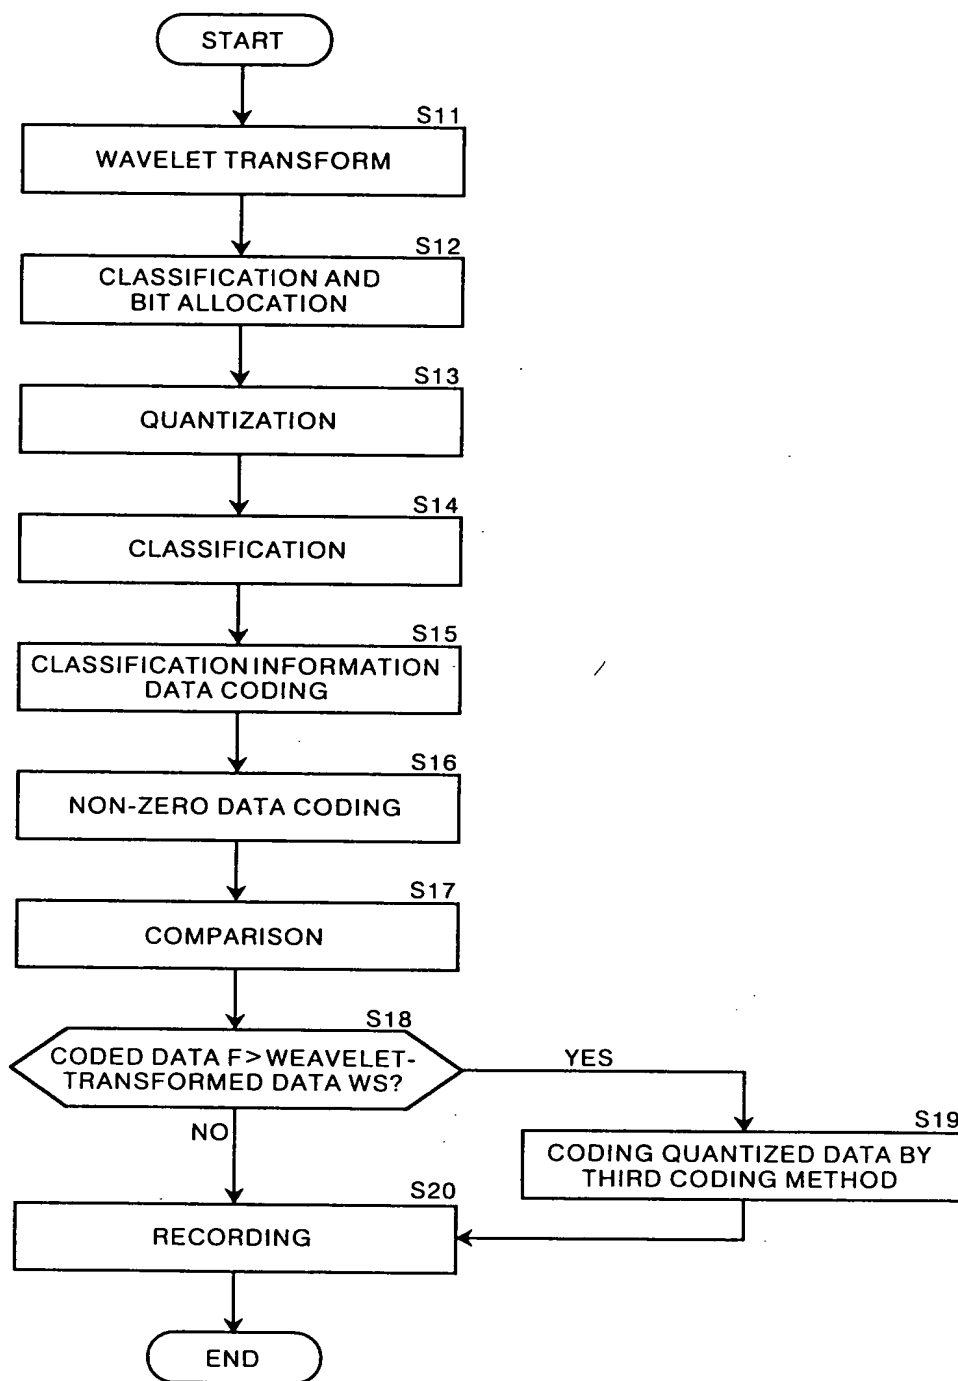 START
S11
WAVELET TRANSFORM
S12
CLASSIFICATION AND
BIT ALLOCATION
S13
QUANTIZATION
S14
CLASSIFICATION
S15
CLASSIFICATION INFORMATION
DATA CODING
S16
NON-ZERO DATA CODING
S17
COMPARISON
S18
CODED DATA F>WEAVELET-
TRANSFORMED DATA WS?
YES
NO
S19
CODING QUANTIZED DATA BY
THIRD CODING METHOD
S20
RECORDING
END